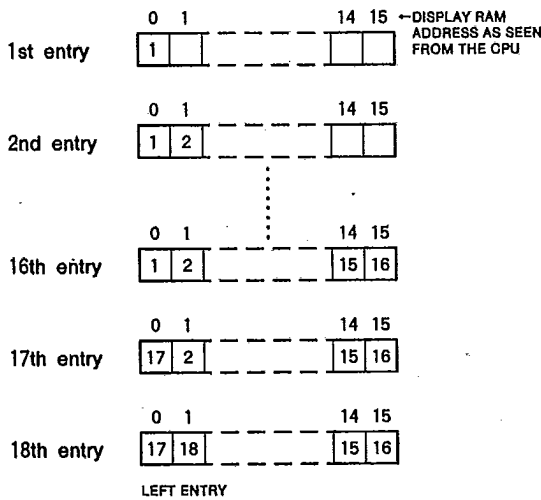 0 1 14 15 ←DISPLAY RAM
ADDRESS AS SEEN
FROM THE CPU
1st entry 1
0 1 14 15
2nd entry 1 2
0 1 14 15
16th entry 1 2 15 16
0 1 14 15
17th entry 17 2 15 16
0 1 14 15
18th entry 17 18 15 16
LEFT ENTRY